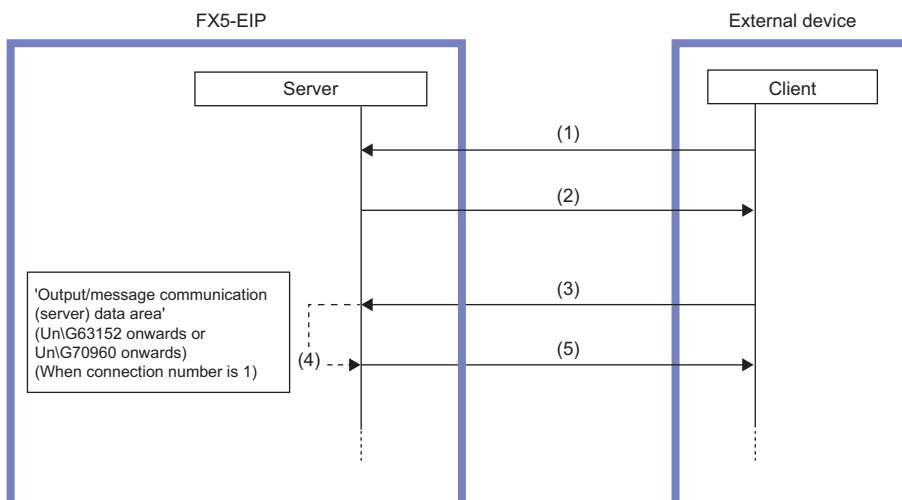 FX5-EIP
External device
Server
Client
(1)
(2)
(3)
'Output/message communication
(server) data area'
(Un\G63152 onwards or
Un\G70960 onwards)
(When connection number is 1)
(4)
(5)